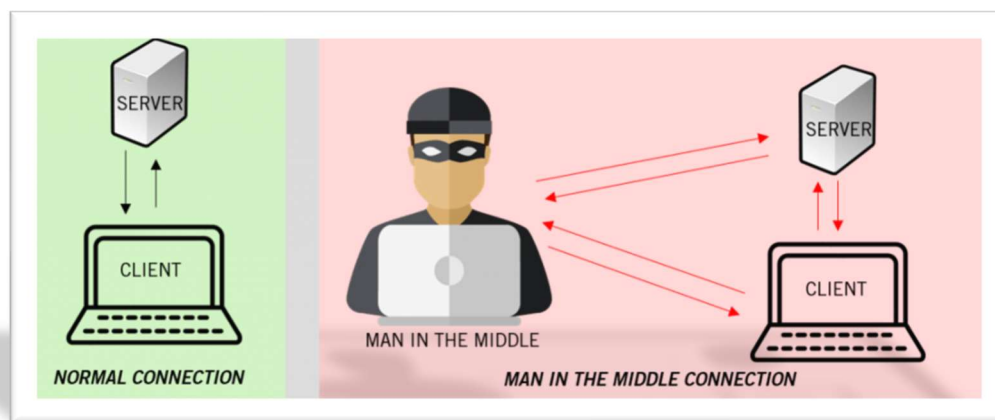 SERVER
CLIENT
NORMAL CONNECTION
SERVER
CLIENT
MAN IN THE MIDDLE
MAN IN THE MIDDLE CONNECTION